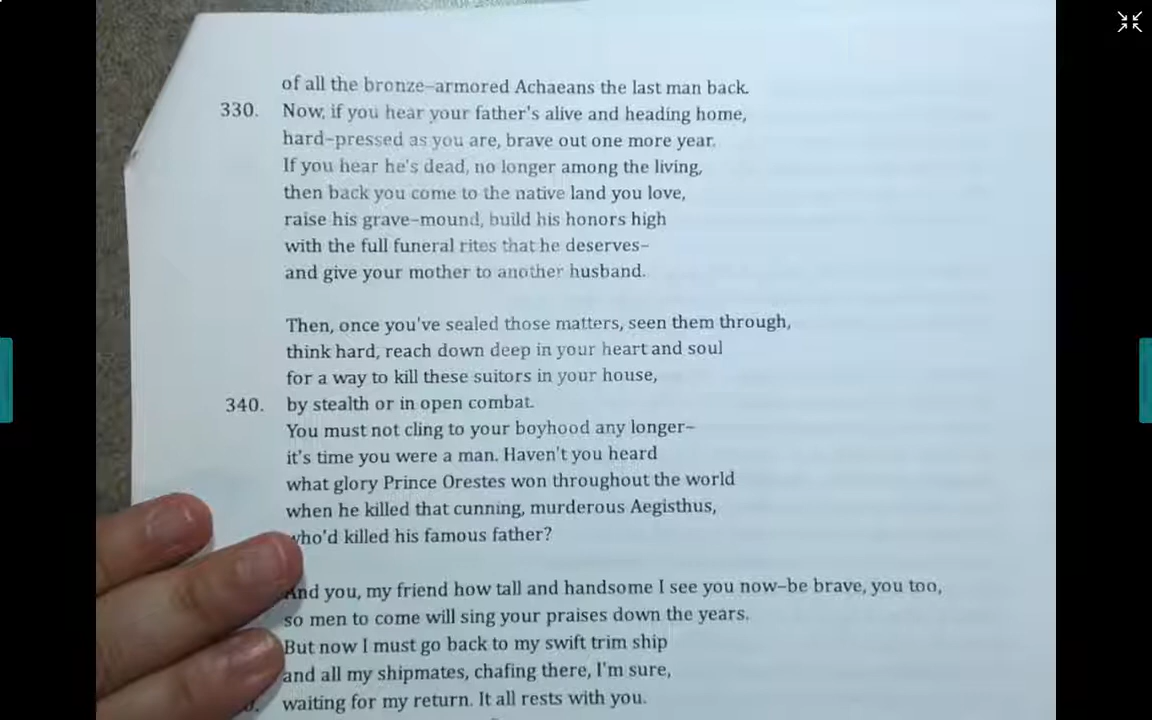 of all the bronze-armored Achaeans the last man back.
330. Now, if you hear your father's alive and heading home,
hard-pressed as you are, brave out one more year.
If you hear he's dead, no longer among the living,
then back you come to the native land you love,
raise his grave-mound, build his honors high
with the full funeral rites that he deserves-
and give your mother to another husband.
Then, once you've sealed those matters, seen them through,
think hard, reach down deep in your heart and soul
for a way to kill these suitors in your house,
340. by stealth or in open combat.
You must not cling to your boyhood any longer-
it's time you were a man. Haven't you heard
what glory Prince Orestes won throughout the world
when he killed that cunning, murderous Aegisthus,
who'd killed his famous father?
And you, my friend how tall and handsome I see you now-be brave, you too,
so men to come will sing your praises down the years.
But now I must go back to my swift trim ship
and all my shipmates, chafing there, I'm sure,
waiting for my return. It all rests with you.